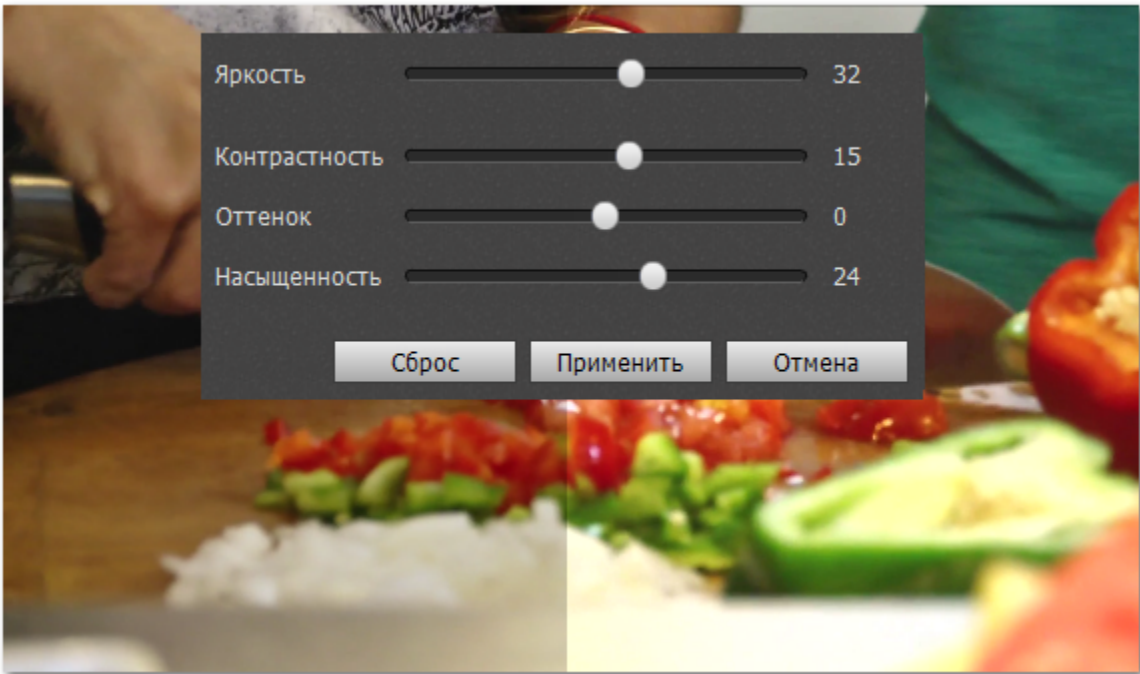 Яркость 32
Контрастность 15
Оттенок 0
Насыщенность 24
Сброс Применить Отмена